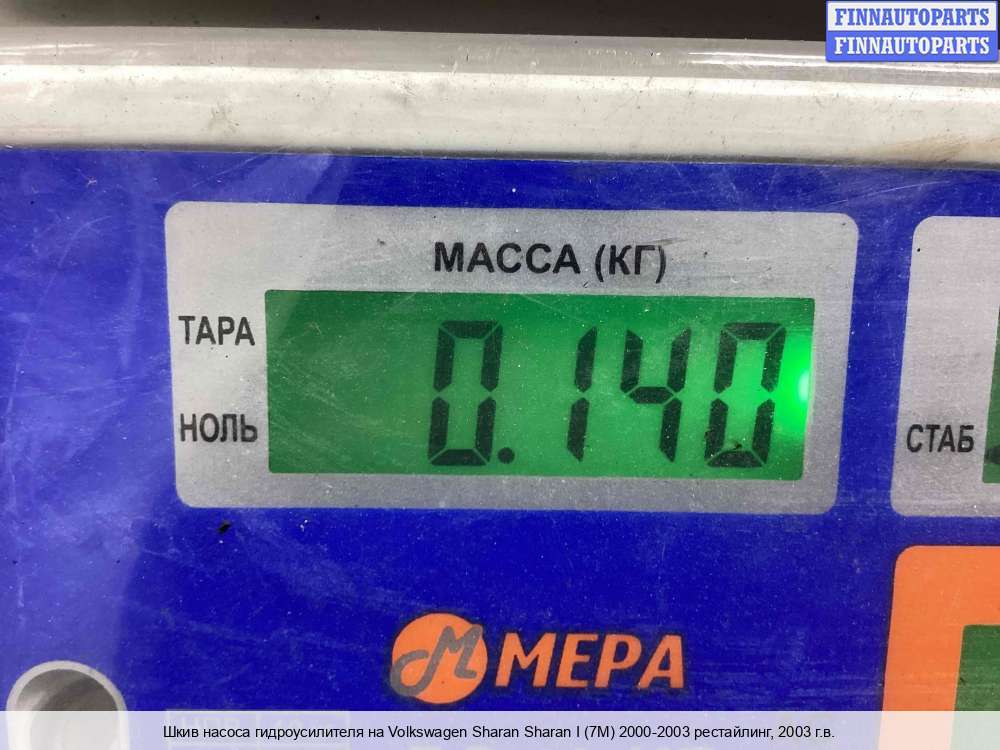 FINNAUTOPARTS
FINNAUTOPARTS
МАССА (КГ)
ТАРА
0.140
НОЛЬ
СТАБ
МЕРА
Шкив насоса гидроусилителя на Volkswagen Sharan Sharan I (7M) 2000-2003 рестайлинг, 2003 г.в.